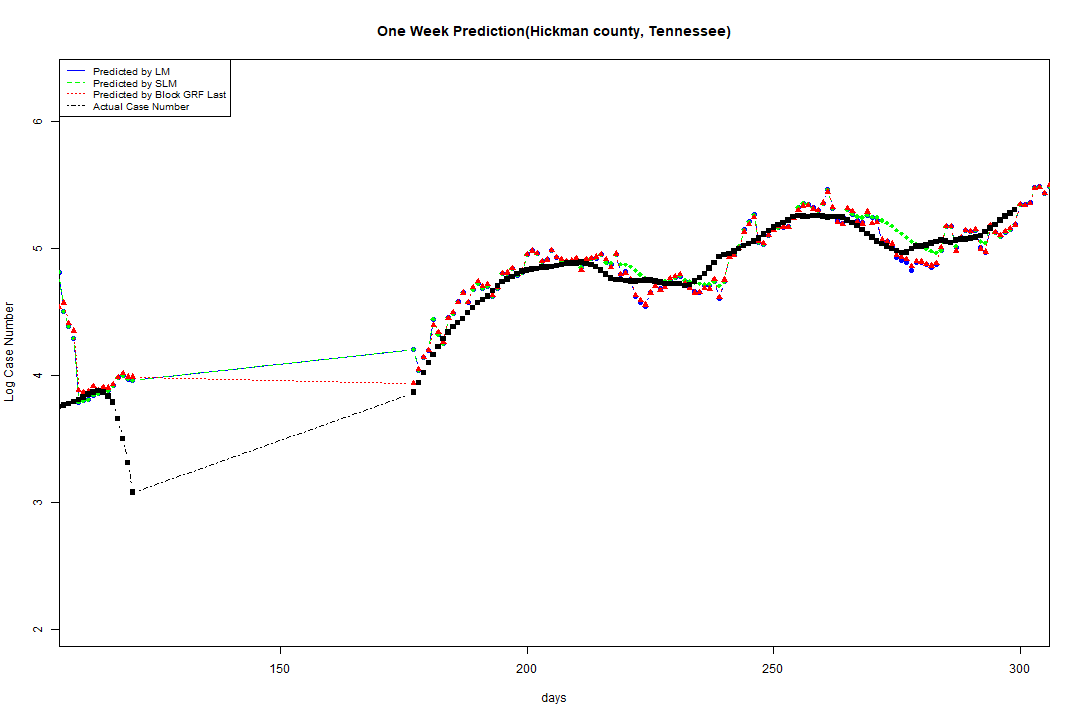 One Week Prediction(Hickman county, Tennessee)
Predicted by LM
Predicted by SLM
Predicted by Block GRF Last
Actual Case Number
Log Case Number
6
5
4
3
2
150
200
250
300
days